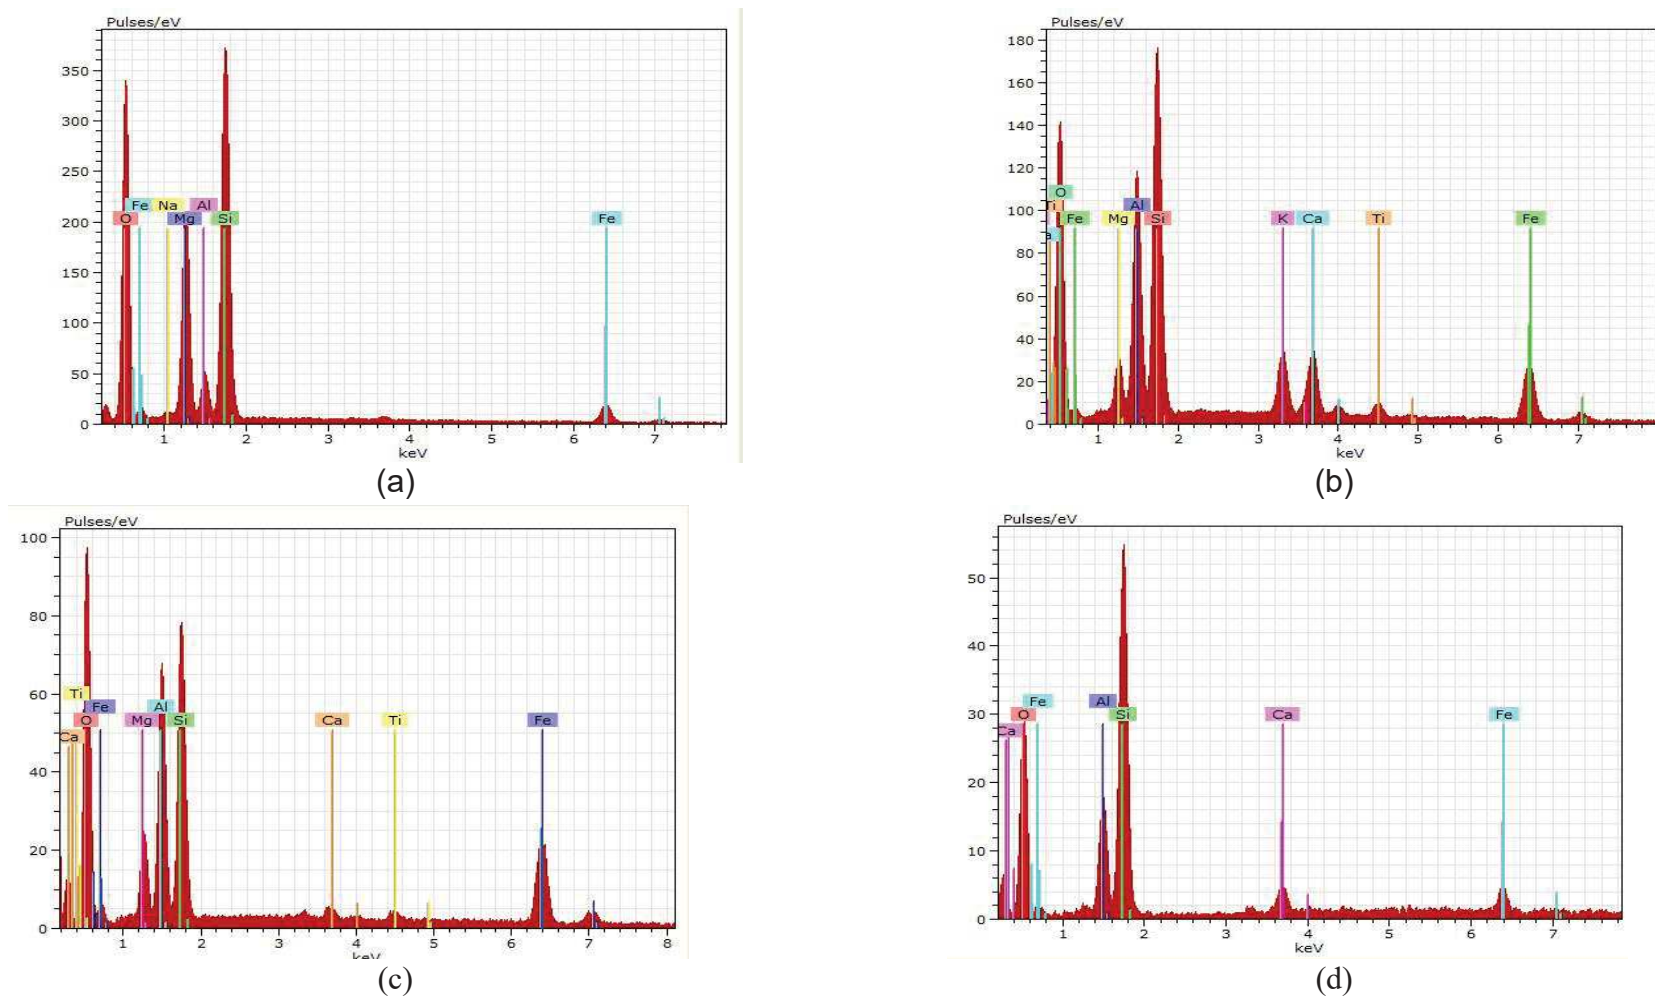 Pulses/eV
350
300
250
200
150
100
50
0
Fe Na Al
O Mg Si Fe
1 2 3 4 5 6 7
keV
(a)
Pulses/eV
180
160
140
120
100
80
60
40
20
0
O
Ti Al
Fe Mg Si K Ca Ti Fe
a
1 2 3 4 5 6 7
keV
(b)
Pulses/eV
100
80
60
40
20
0
Ti
Fe Al
O Mg Si Ca Ti Fe
Ca
1 2 3 4 5 6 7 8
keV
(c)
Pulses/eV
50
40
30
20
10
0
Fe Al
O Si Ca Fe
Ca
1 2 3 4 5 6 7
keV
(d)